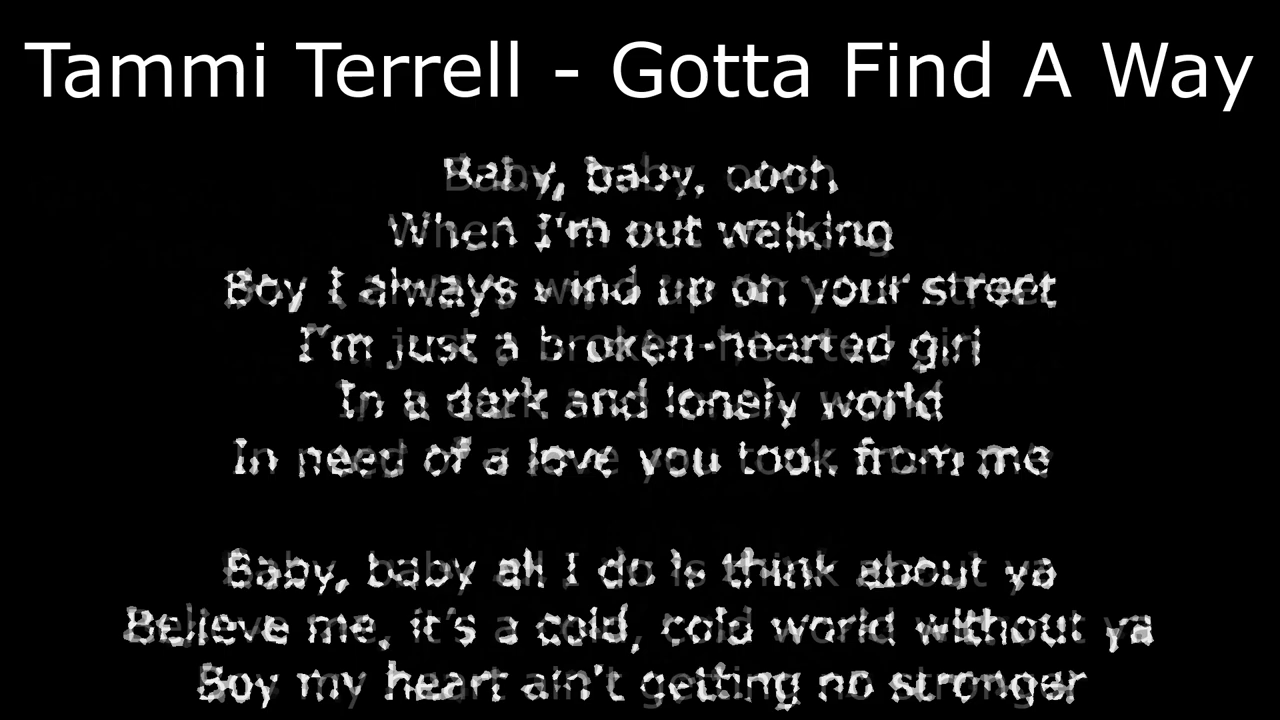 Tammi Terrell - Gotta Find A Way
Baby, baby, oooh
When I'm out walking
Boy I always wind up on your street
I'm just a broken-hearted girl
In a dark and lonely world
In need of a love you took from me
Baby, baby all I do is think about ya
Believe me, it's a cold, cold world without ya
Boy my heart ain't getting no stronger